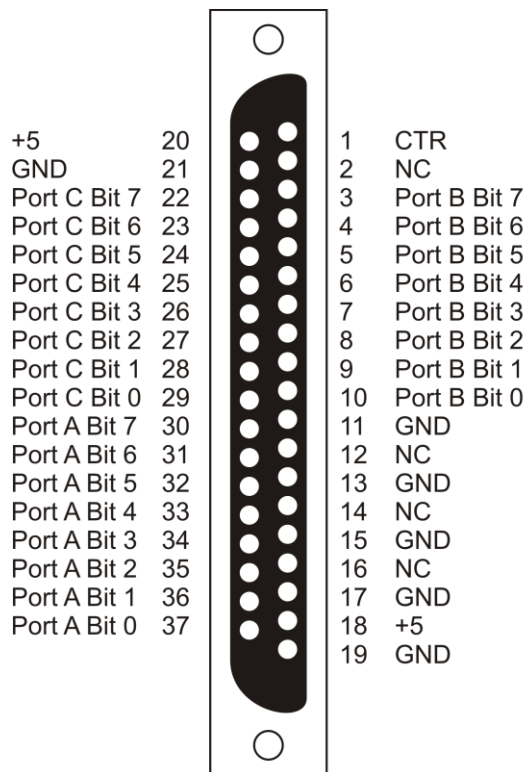 +5 20 1 CTR
GND 21 2 NC
Port C Bit 7 22 3 Port B Bit 7
Port C Bit 6 23 4 Port B Bit 6
Port C Bit 5 24 5 Port B Bit 5
Port C Bit 4 25 6 Port B Bit 4
Port C Bit 3 26 7 Port B Bit 3
Port C Bit 2 27 8 Port B Bit 2
Port C Bit 1 28 9 Port B Bit 1
Port C Bit 0 29 10 Port B Bit 0
Port A Bit 7 30 11 GND
Port A Bit 6 31 12 NC
Port A Bit 5 32 13 GND
Port A Bit 4 33 14 NC
Port A Bit 3 34 15 GND
Port A Bit 2 35 16 NC
Port A Bit 1 36 17 GND
Port A Bit 0 37 18 +5
19 GND